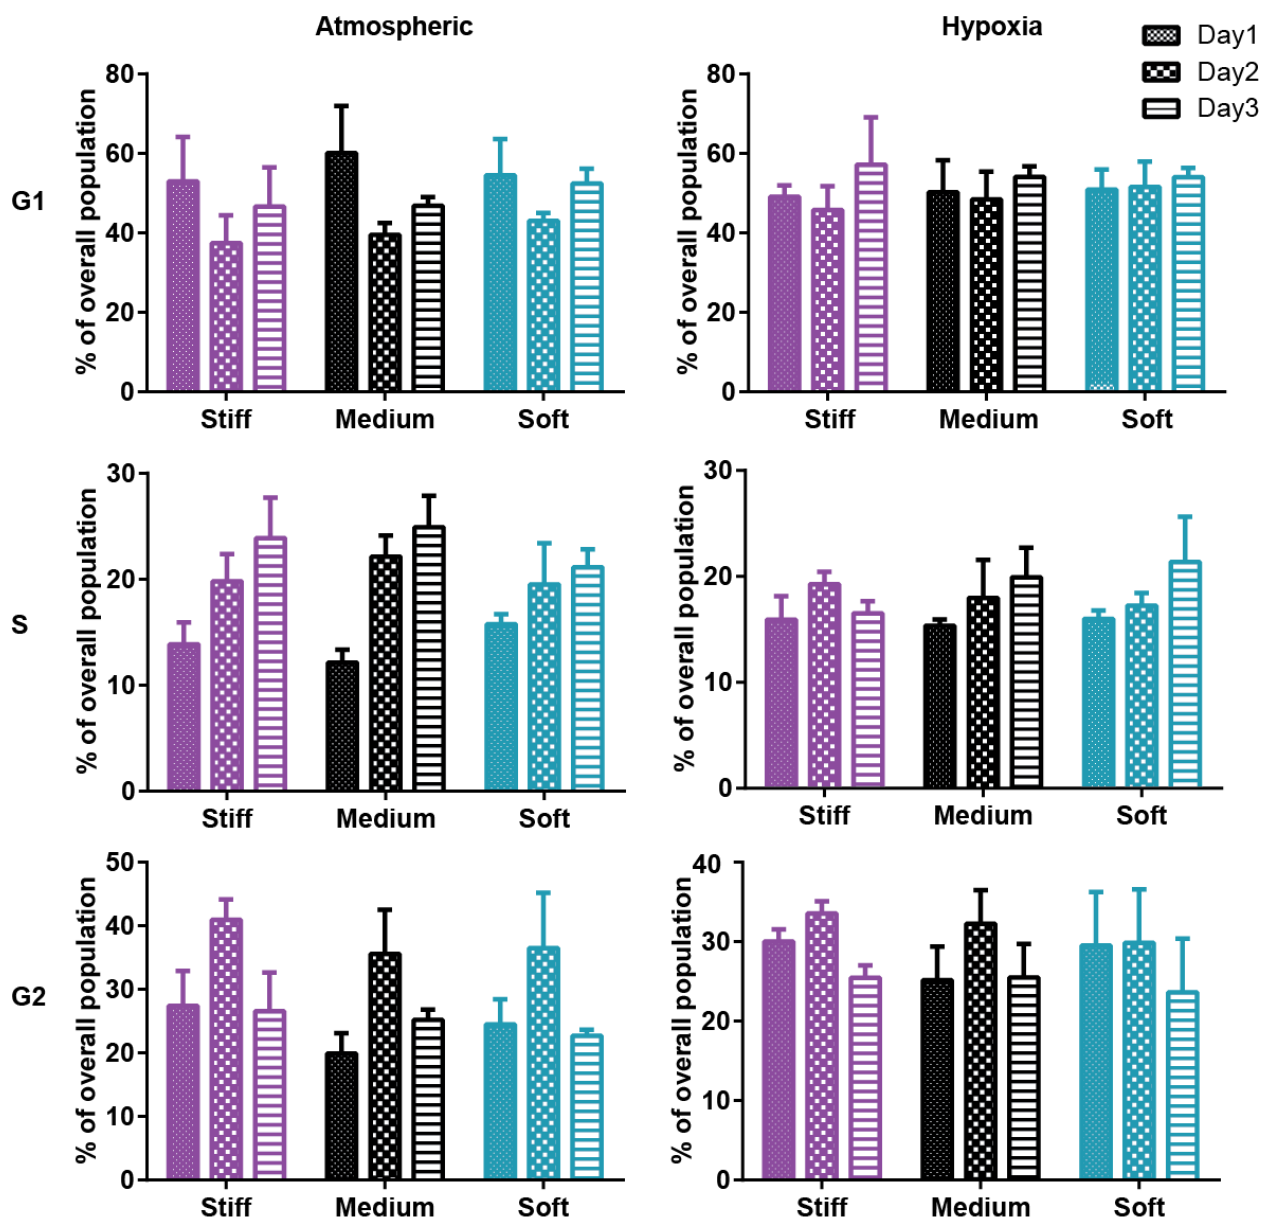 Atmospheric
Hypoxia
Day1
Day2
Day3
G1
% of overall population
80
60
40
20
0
Stiff Medium Soft
% of overall population
80
60
40
20
0
Stiff Medium Soft
S
% of overall population
30
20
10
0
Stiff Medium Soft
% of overall population
30
20
10
0
Stiff Medium Soft
G2
% of overall population
50
40
30
20
10
0
Stiff Medium Soft
% of overall population
40
30
20
10
0
Stiff Medium Soft